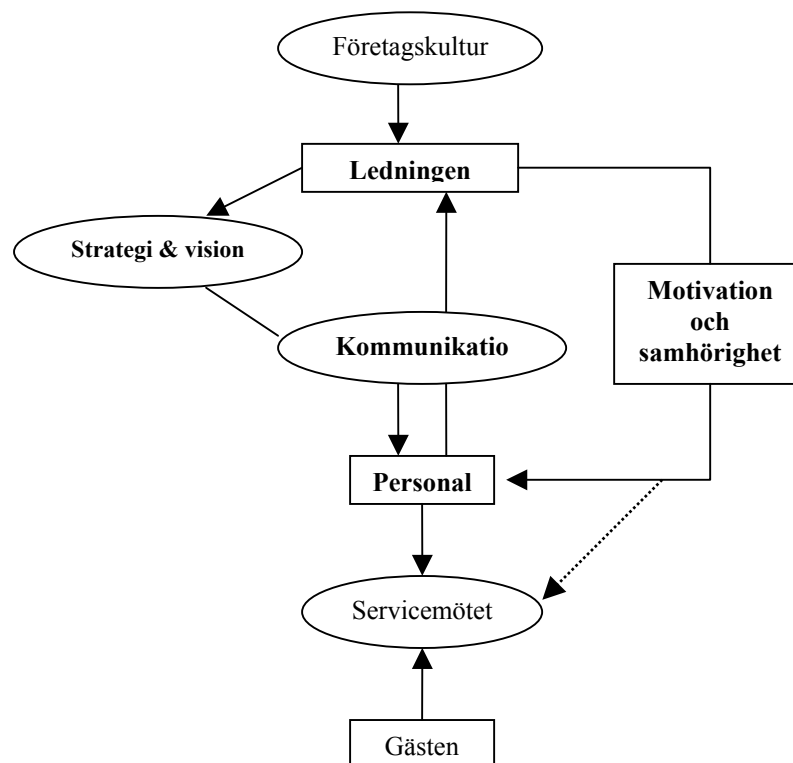 Företagskultur
Ledningen
Strategi & vision
Motivation
och
samhörighet
Kommunikatio
Personal
Servicemötet
Gästen